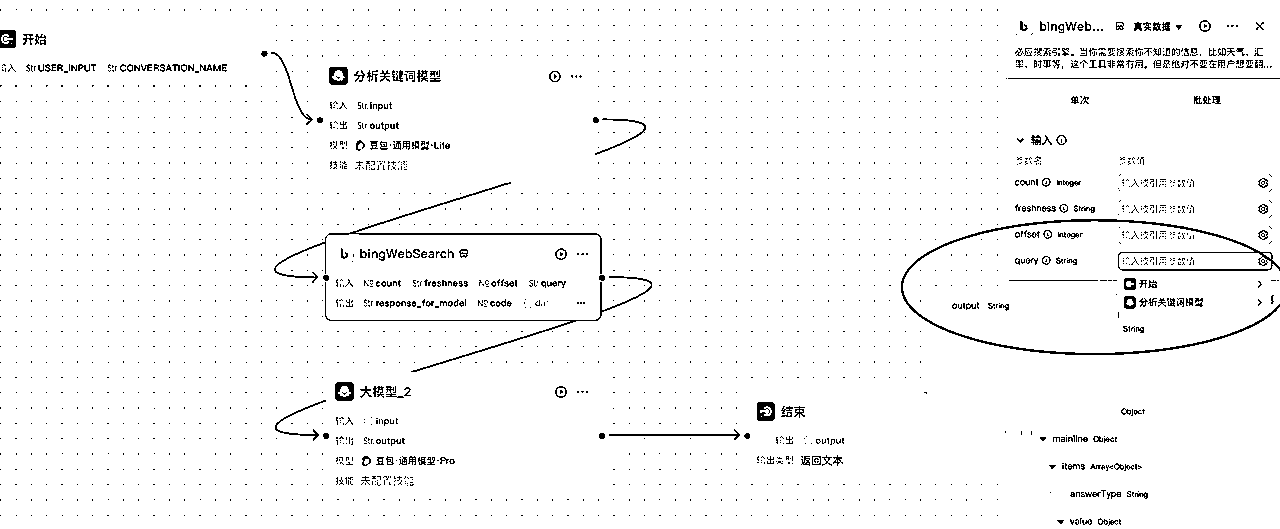 开始
输入 Str.USER_INPUT Str.CONVERSATION_NAME
分析关键词模型
输入 Str.input
输出 Str.output
模型 豆包·通用模型·Lite
技能 未配置技能
bingWebSearch
输入 №count Str.freshness №offset Str.query
输出 Str.response_for_model №code
大模型_2
输入 input
输出 Str.output
模型 豆包·通用模型·Pro
技能 未配置技能
结束
输出 output
输出类型 返回文本
bingWeb... 真实数据
必应搜索引擎。当你需要搜索你不知道的信息，比如天气、汇
率、时事等，这个工具非常有用。但是绝对不要在用户想要翻...
单次 批处理
输入
参数名 参数值
count Integer 输入或引用参数值
freshness String 输入或引用参数值
offset Integer 输入或引用参数值
query String 输入或引用参数值
开始
分析关键词模型
output String
String
Object
mainline Object
items Array<Object>
answerType String
value Object